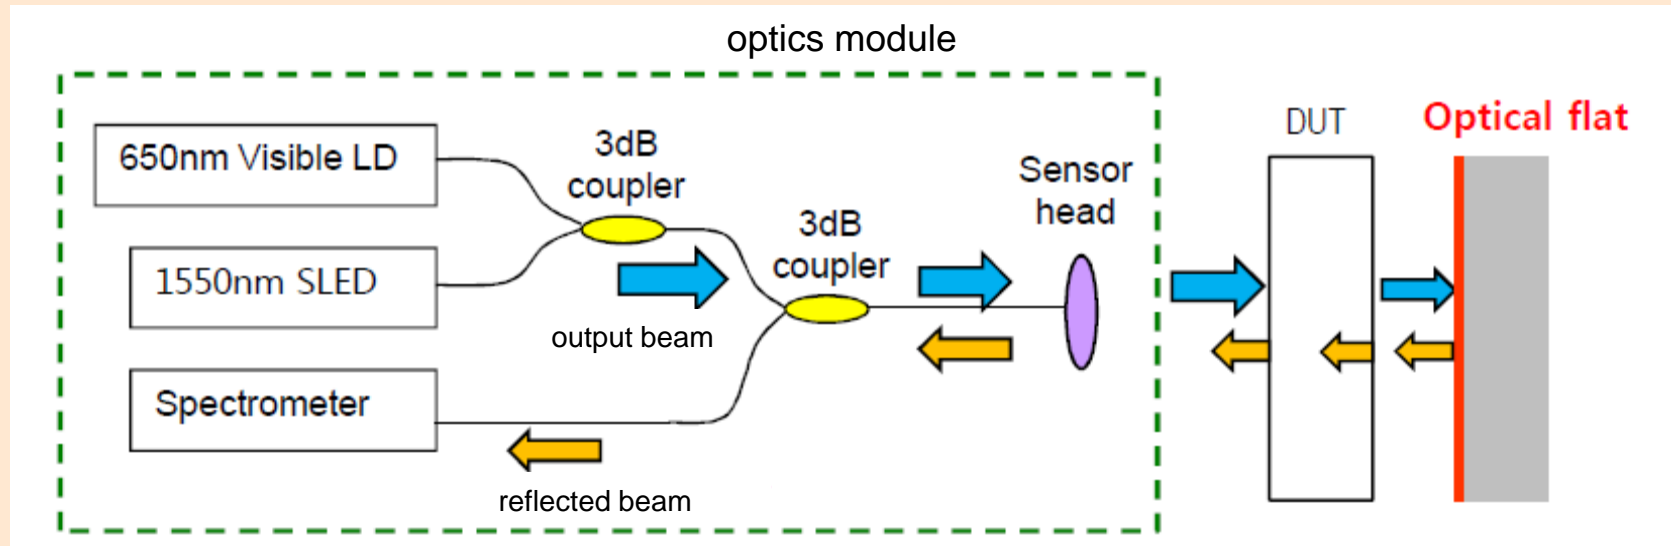 optics module
650nm Visible LD
3dB
coupler
1550nm SLED
output beam
3dB
coupler
Sensor
head
Spectrometer
reflected beam
DUT
Optical flat